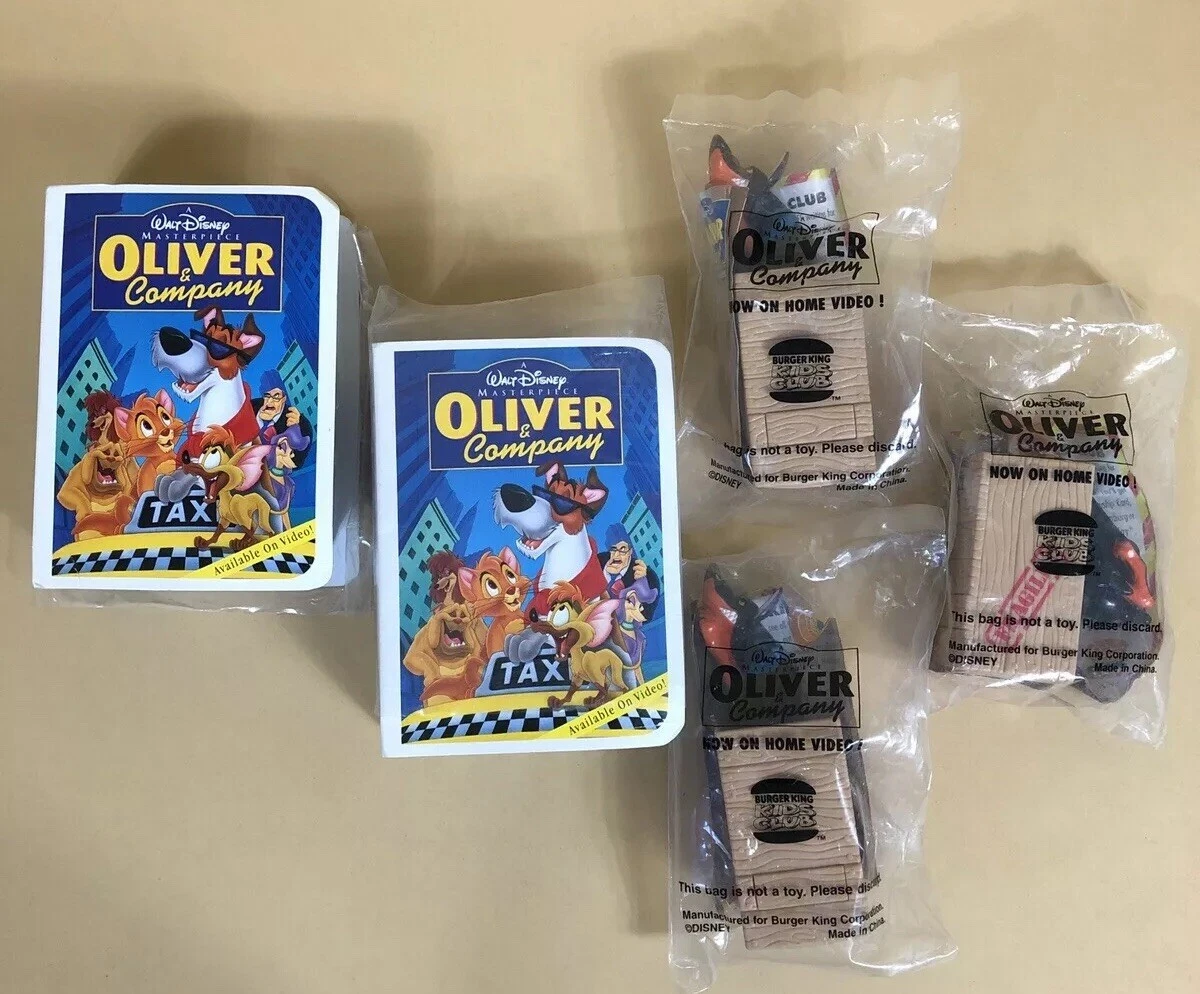 A
WALT DISNEY
MASTERPIECE
OLIVER
&
Company
TAXI
Available On Video!
A
WALT DISNEY
MASTERPIECE
OLIVER
&
Company
TAXI
Available On Video!
CLUB
Walt Disney
MASTERPIECE
OLIVER
&
Company
NOW ON HOME VIDEO !
BURGER KING
KIDS
CLUB
TM
bag is not a toy. Please discard.
Manufactured for Burger King Corporation.
©DISNEY
Made in China.
Walt Disney
MASTERPIECE
OLIVER
&
Company
NOW ON HOME VIDEO !
BURGER KING
KIDS
CLUB
TM
FRAGILE
This bag is not a toy. Please discard.
Manufactured for Burger King Corporation.
©DISNEY
Made in China.
Walt Disney
MASTERPIECE
OLIVER
&
Company
NOW ON HOME VIDEO !
BURGER KING
KIDS
CLUB
TM
This bag is not a toy. Please discard.
Manufactured for Burger King Corporation.
©DISNEY
Made in China.